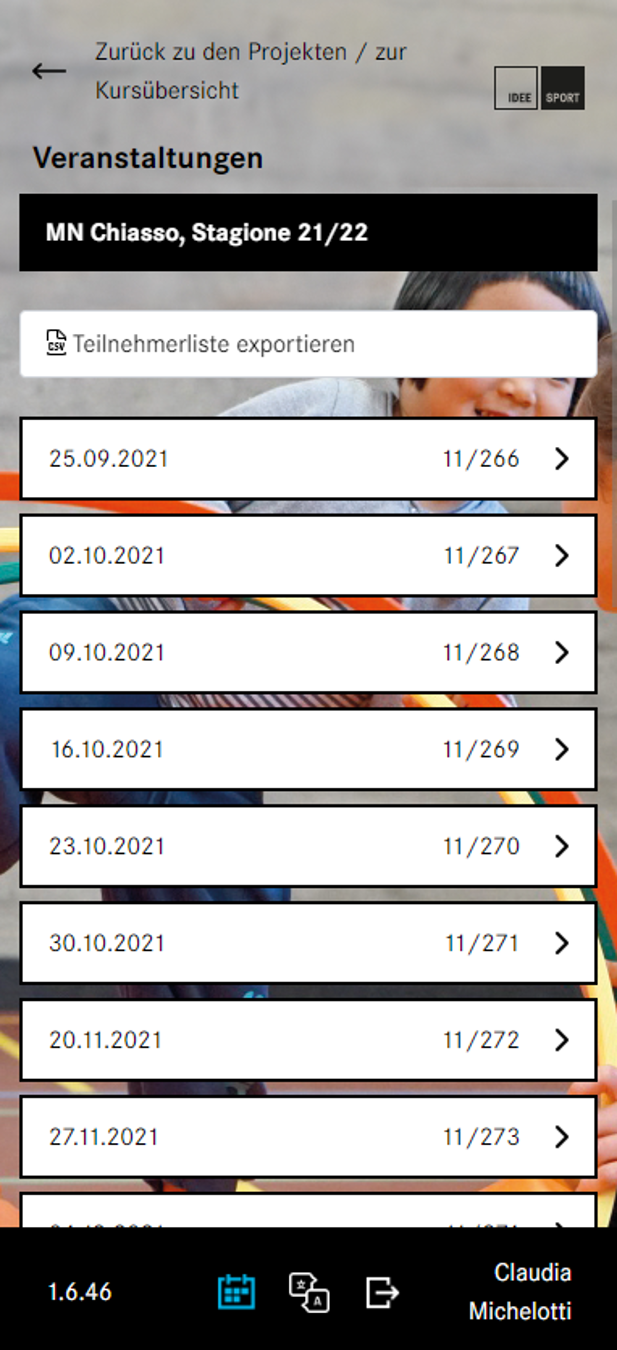 Zurück zu den Projekten / zur
Kursübersicht
IDEE SPORT
Veranstaltungen
MN Chiasso, Stagione 21/22
CSV Teilnehmerliste exportieren
25.09.2021 11/266
02.10.2021 11/267
09.10.2021 11/268
16.10.2021 11/269
23.10.2021 11/270
30.10.2021 11/271
20.11.2021 11/272
27.11.2021 11/273
1.6.46
A
Claudia
Michelotti